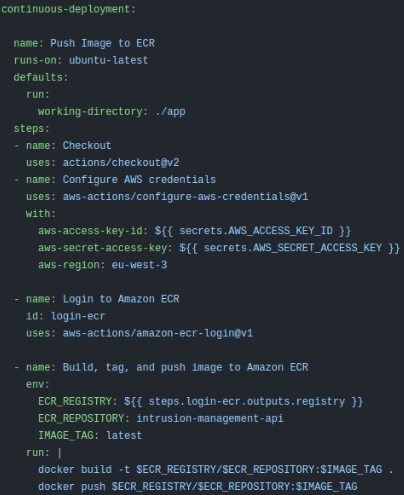 continuous-deployment:
name: Push Image to ECR
runs-on: ubuntu-latest
defaults:
run:
working-directory: ./app
steps:
- name: Checkout
uses: actions/checkout@v2
- name: Configure AWS credentials
uses: aws-actions/configure-aws-credentials@v1
with:
aws-access-key-id: ${{ secrets.AWS_ACCESS_KEY_ID }}
aws-secret-access-key: ${{ secrets.AWS_SECRET_ACCESS_KEY }}
aws-region: eu-west-3
- name: Login to Amazon ECR
id: login-ecr
uses: aws-actions/amazon-ecr-login@v1
- name: Build, tag, and push image to Amazon ECR
env:
ECR_REGISTRY: ${{ steps.login-ecr.outputs.registry }}
ECR_REPOSITORY: intrusion-management-api
IMAGE_TAG: latest
run: |
docker build -t $ECR_REGISTRY/$ECR_REPOSITORY:$IMAGE_TAG .
docker push $ECR_REGISTRY/$ECR_REPOSITORY:$IMAGE_TAG